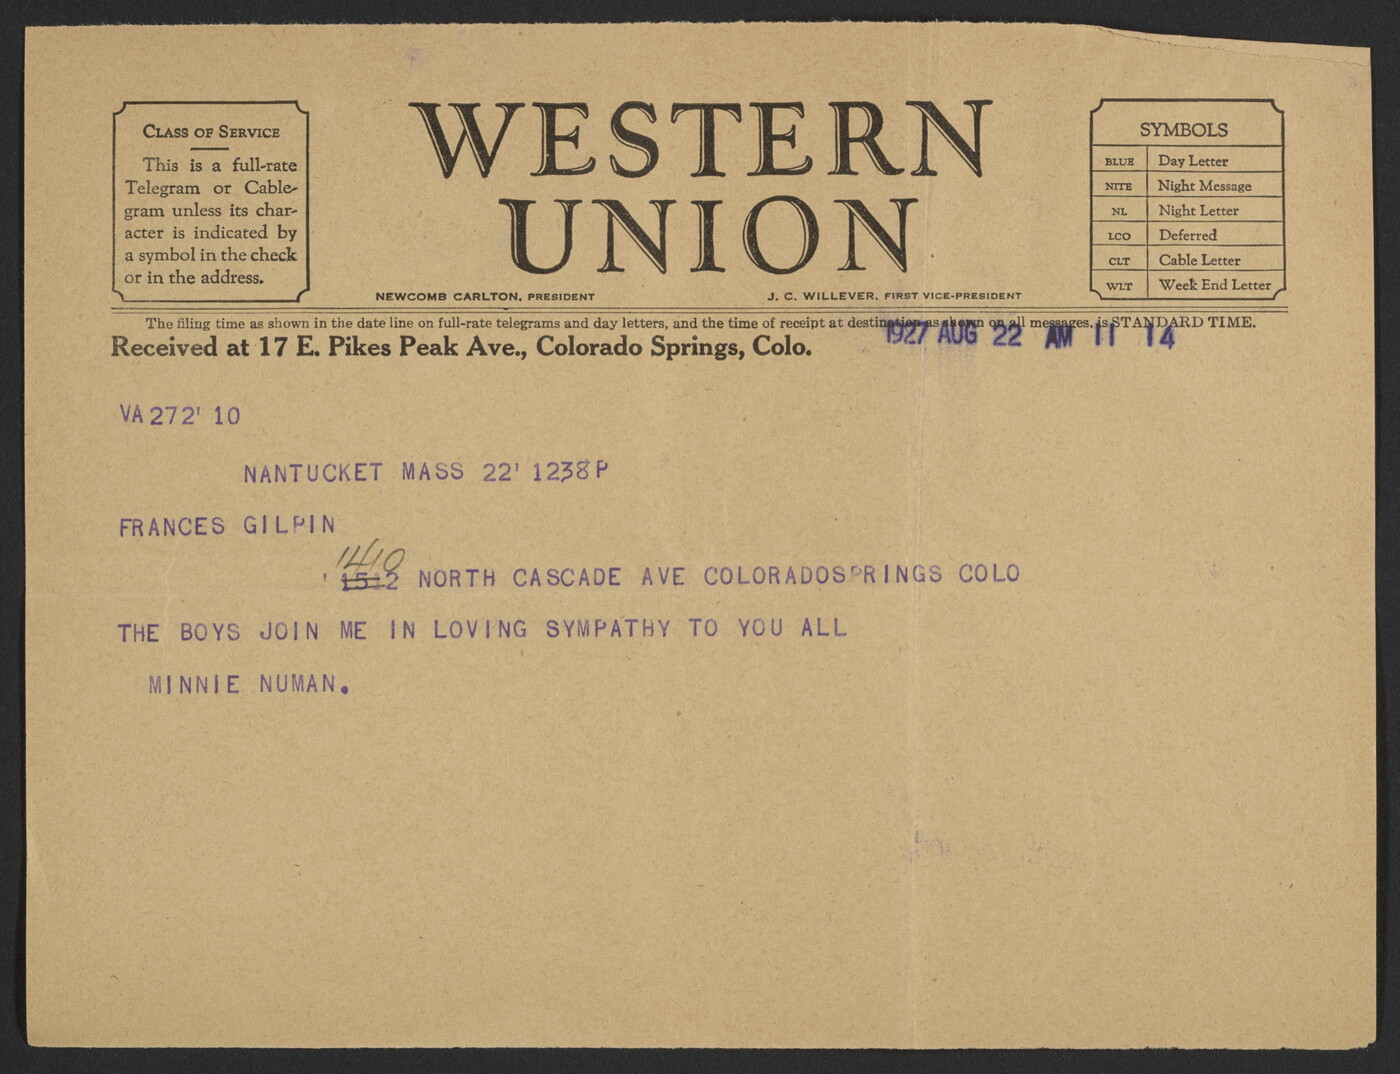 CLASS OF SERVICE
This is a full-rate
Telegram or Cable-
gram unless its char-
acter is indicated by
a symbol in the check
or in the address.
WESTERN
UNION
NEWCOMB CARLTON, PRESIDENT
J. C. WILLEVER, FIRST VICE-PRESIDENT
SYMBOLS
BLUE Day Letter
NITE Night Message
NL Night Letter
LCO Deferred
CLT Cable Letter
WLT Week End Letter
The filing time as shown in the date line on full-rate telegrams and day letters, and the time of receipt at destination as shown on all messages, is STANDARD TIME.
Received at 17 E. Pikes Peak Ave., Colorado Springs, Colo.
1927 AUG 22 AM 11 14
VA272' 10
NANTUCKET MASS 22' 1238P
FRANCES GILPIN
1410
' 1512 NORTH CASCADE AVE COLORADOSPRINGS COLO
THE BOYS JOIN ME IN LOVING SYMPATHY TO YOU ALL
MINNIE NUMAN.